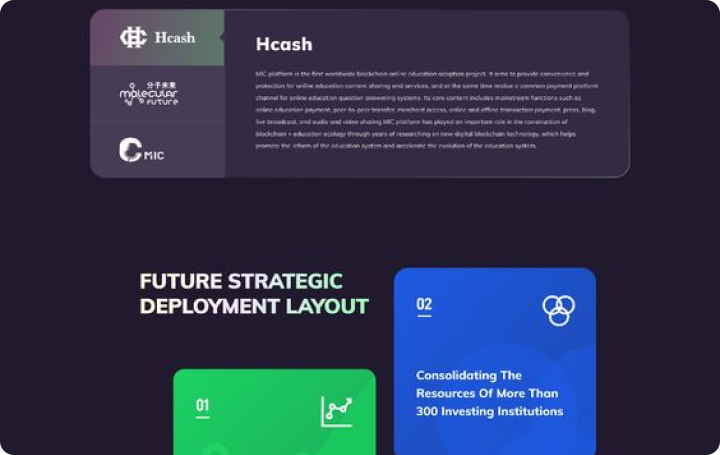 Hcash
分子未来
molecular
FUTURE
MIC
Hcash
MIC platform is the first worldwide blockchain online education adoption project. It aims to provide convenience and
protection for online education content sharing and services, and at the same time realize a common payment platform
channel for online education question answering systems. Its core content includes mainstream functions such as
online education payment, peer-to-peer transfer, merchant access, online and offline transaction payment, press, blog,
live broadcast, and audio and video sharing MIC platform has played an important role in the construction of
blockchain + education ecology through years of researching on new digital blockchain technology, which helps
promote the reform of the education system and accelerate the evolution of the education system.
FUTURE STRATEGIC
DEPLOYMENT LAYOUT
02
Consolidating The
Resources Of More Than
300 Investing Institutions
01